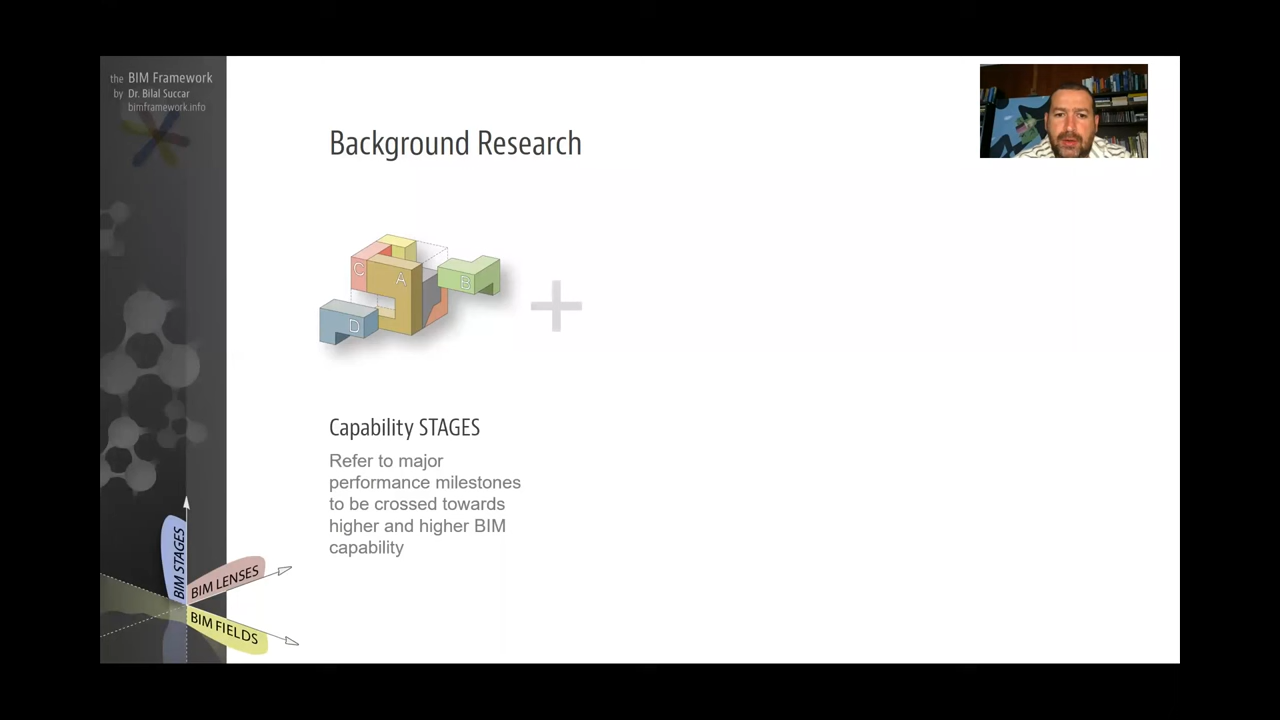 the BIM Framework
by Dr. Bilal Succar
bimframework.info
Background Research
C
A
B
D
Capability STAGES
Refer to major
performance milestones
to be crossed towards
higher and higher BIM
capability
BIM STAGES
BIM LENSES
BIM FIELDS